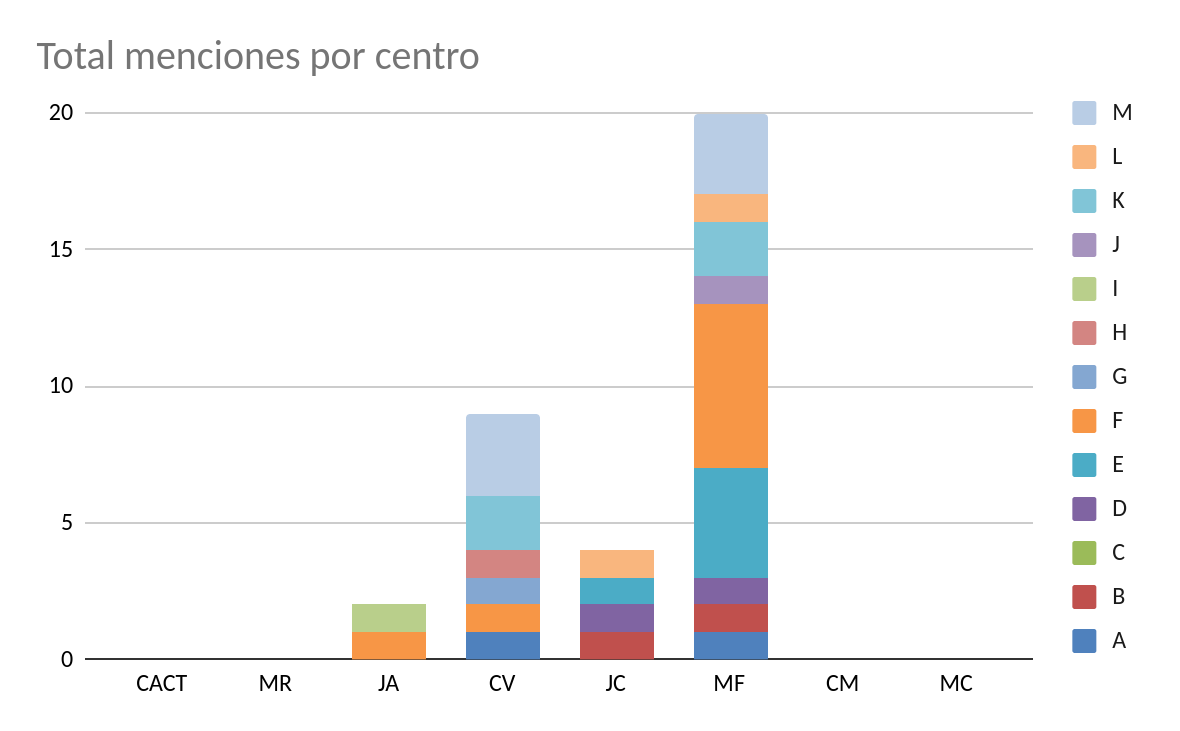 Total menciones por centro
20
15
10
5
0
CACT MR JA CV JC MF CM MC
M
L
K
J
I
H
G
F
E
D
C
B
A